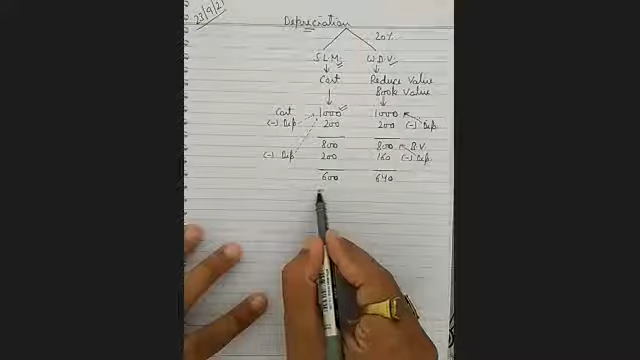 23/9/21
Depreciation
20%
S.L.M. W.D.V.
Cost Reduce Value
Book Value
Cost 1000 1000
(-) Dep 200 200 (-) Dep.
800 800 B.V.
(-) Dep 200 160 (-) Dep.
600 640